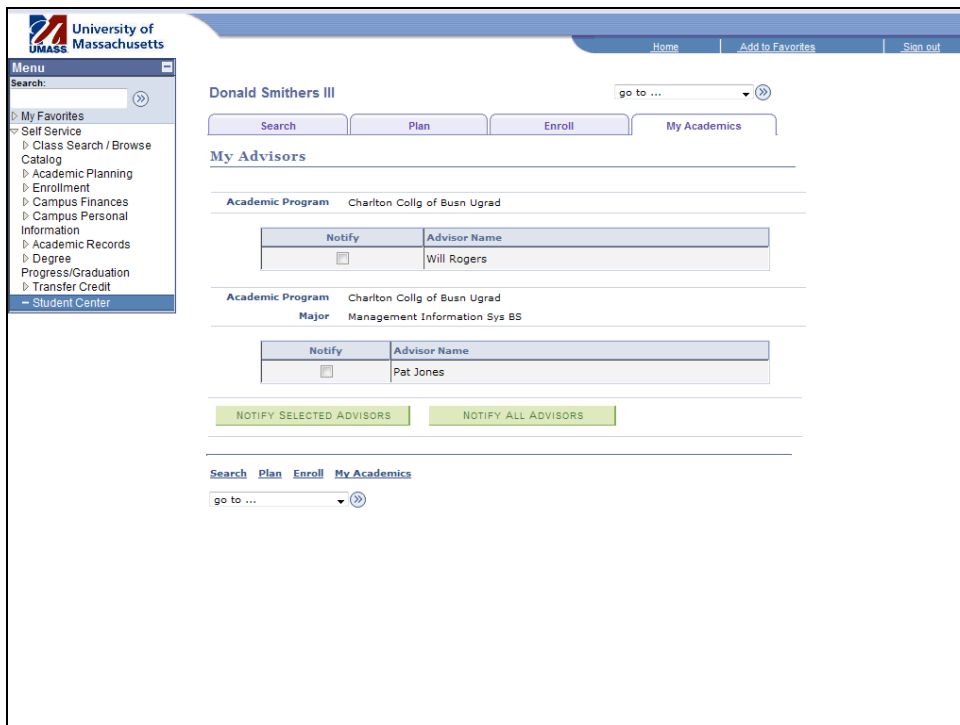 University of
UMASS Massachusetts
Home Add to Favorites Sign out
Menu
Search:
My Favorites
Self Service
Class Search / Browse
Catalog
Academic Planning
Enrollment
Campus Finances
Campus Personal
Information
Academic Records
Degree
Progress/Graduation
Transfer Credit
Student Center
Donald Smithers III
go to ...
Search Plan Enroll My Academics
My Advisors
Academic Program Charlton Collg of Busn Ugrad
Notify Advisor Name
Will Rogers
Academic Program Charlton Collg of Busn Ugrad
Major Management Information Sys BS
Notify Advisor Name
Pat Jones
NOTIFY SELECTED ADVISORS NOTIFY ALL ADVISORS
Search Plan Enroll My Academics
go to ...